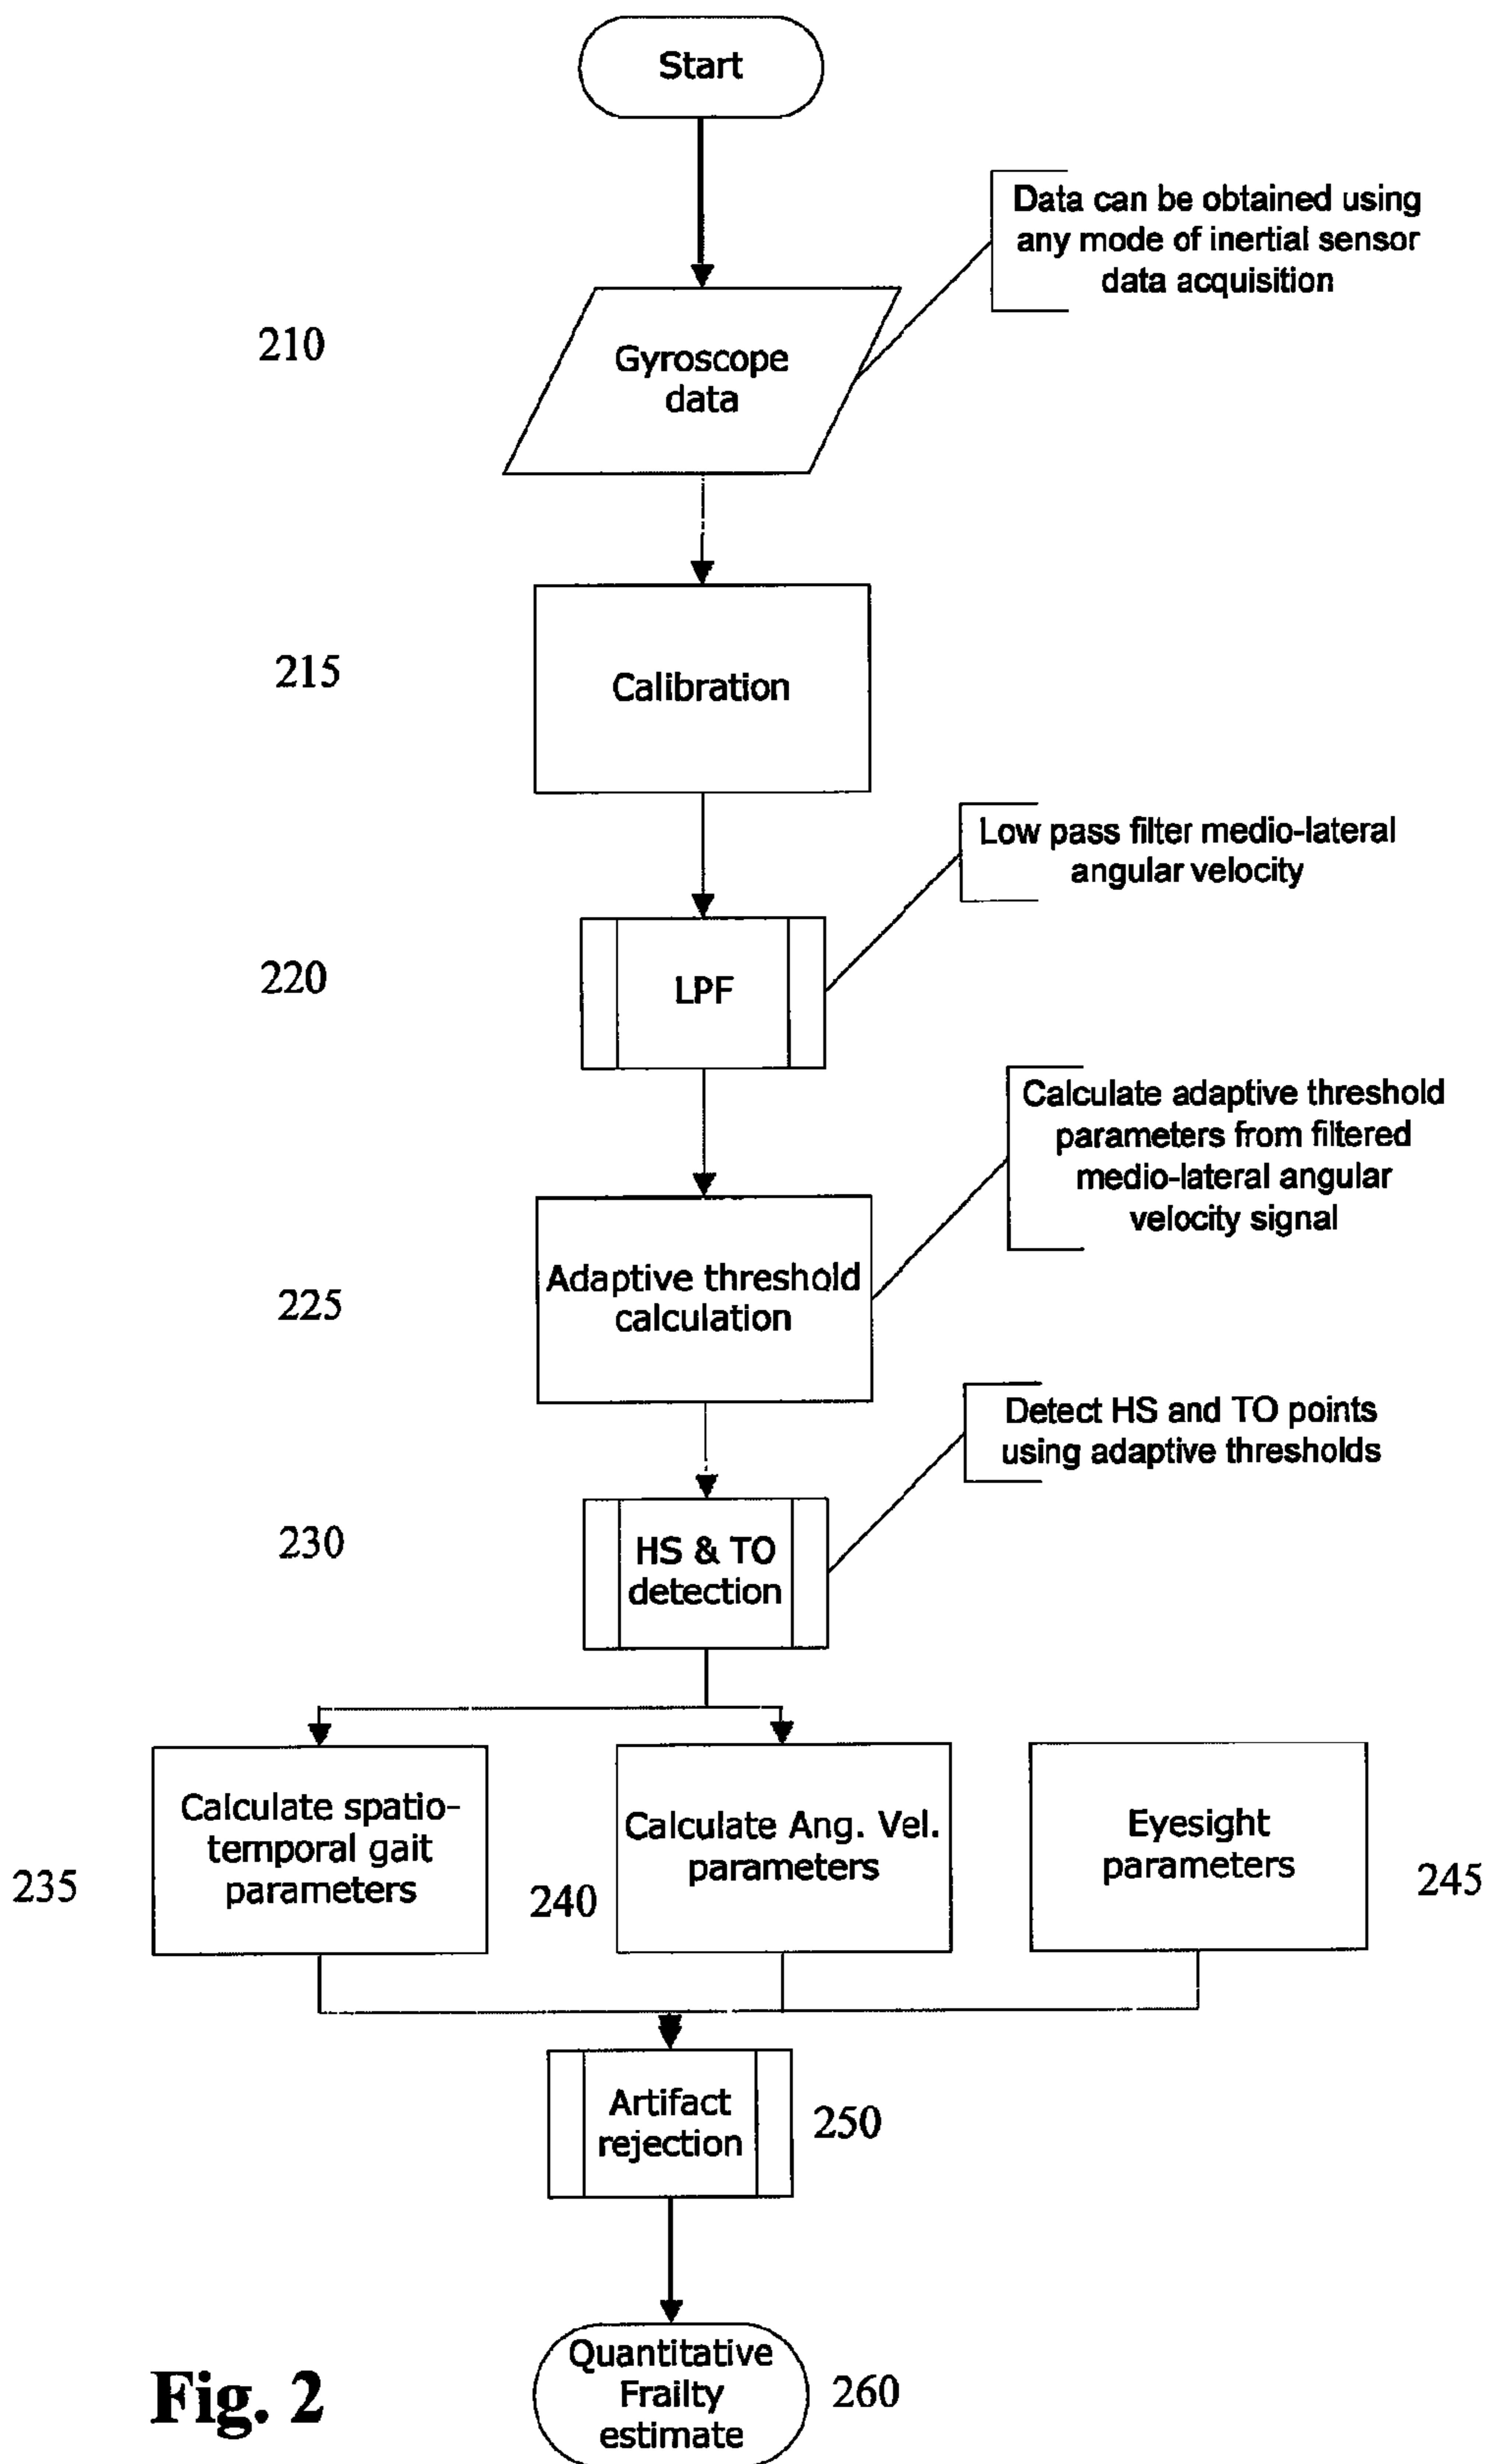 Start
Data can be obtained using
any mode of inertial sensor
data acquisition
210
Gyroscope
data
215
Calibration
Low pass filter medio-lateral
angular velocity
220
LPF
Calculate adaptive threshold
parameters from filtered
medio-lateral angular
velocity signal
225
Adaptive threshold
calculation
Detect HS and TO points
using adaptive thresholds
230
HS & TO
detection
235
Calculate spatio-
temporal gait
parameters
240
Calculate Ang. Vel.
parameters
Eyesight
parameters
245
Artifact
rejection
250
Quantitative
Frailty
estimate
260
Fig. 2